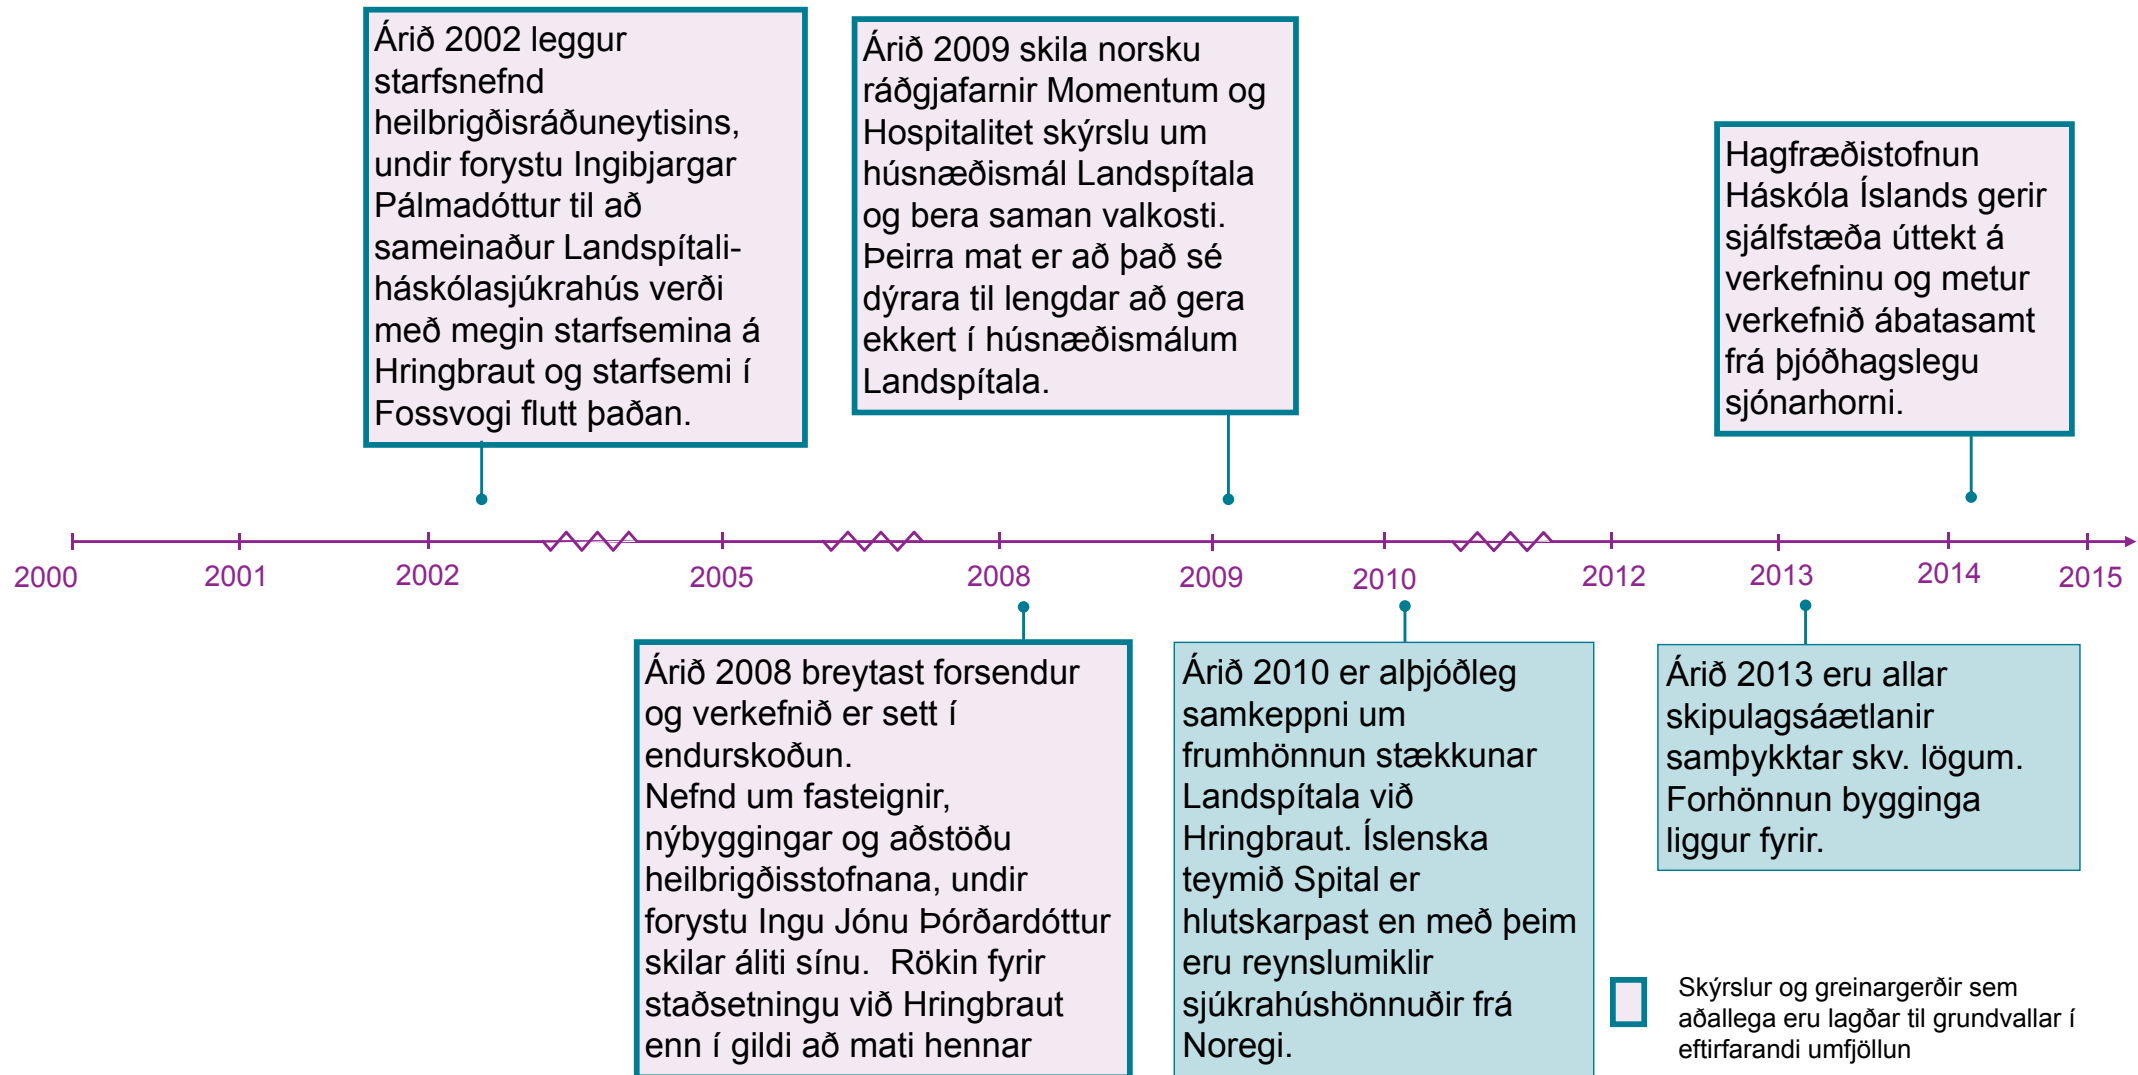 Árið 2002 leggur
starfsnefnd
heilbrigðisráðuneytisins,
undir forystu Ingibjargar
Pálmadóttur til að
sameinaður Landspítali-
háskólasjúkrahús verði
með megin starfsemina á
Hringbraut og starfsemi í
Fossvogi flutt þaðan.
Árið 2009 skila norsku
ráðgjafarnir Momentum og
Hospitalitet skýrslu um
húsnæðismál Landspítala
og bera saman valkosti.
Þeirra mat er að það sé
dýrara til lengdar að gera
ekkert í húsnæðismálum
Landspítala.
Hagfræðistofnun
Háskóla Íslands gerir
sjálfstæða úttekt á
verkefninu og metur
verkefnið ábatasamt
frá þjóðhagslegu
sjónarhorni.
2000 2001 2002 2005 2008 2009 2010 2012 2013 2014 2015
Árið 2008 breytast forsendur
og verkefnið er sett í
endurskoðun.
Nefnd um fasteignir,
nýbyggingar og aðstöðu
heilbrigðisstofnana, undir
forystu Ingu Jónu Þórðardóttur
skilar áliti sínu.  Rökin fyrir
staðsetningu við Hringbraut
enn í gildi að mati hennar
Árið 2010 er alþjóðleg
samkeppni um
frumhönnun stækkunar
Landspítala við
Hringbraut. Íslenska
teymið Spital er
hlutskarpast en með þeim
eru reynslumiklir
sjúkrahúshönnuðir frá
Noregi.
Árið 2013 eru allar
skipulagsáætlanir
samþykktar skv. lögum.
Forhönnun bygginga
liggur fyrir.
Skýrslur og greinargerðir sem
aðallega eru lagðar til grundvallar í
eftirfarandi umfjöllun